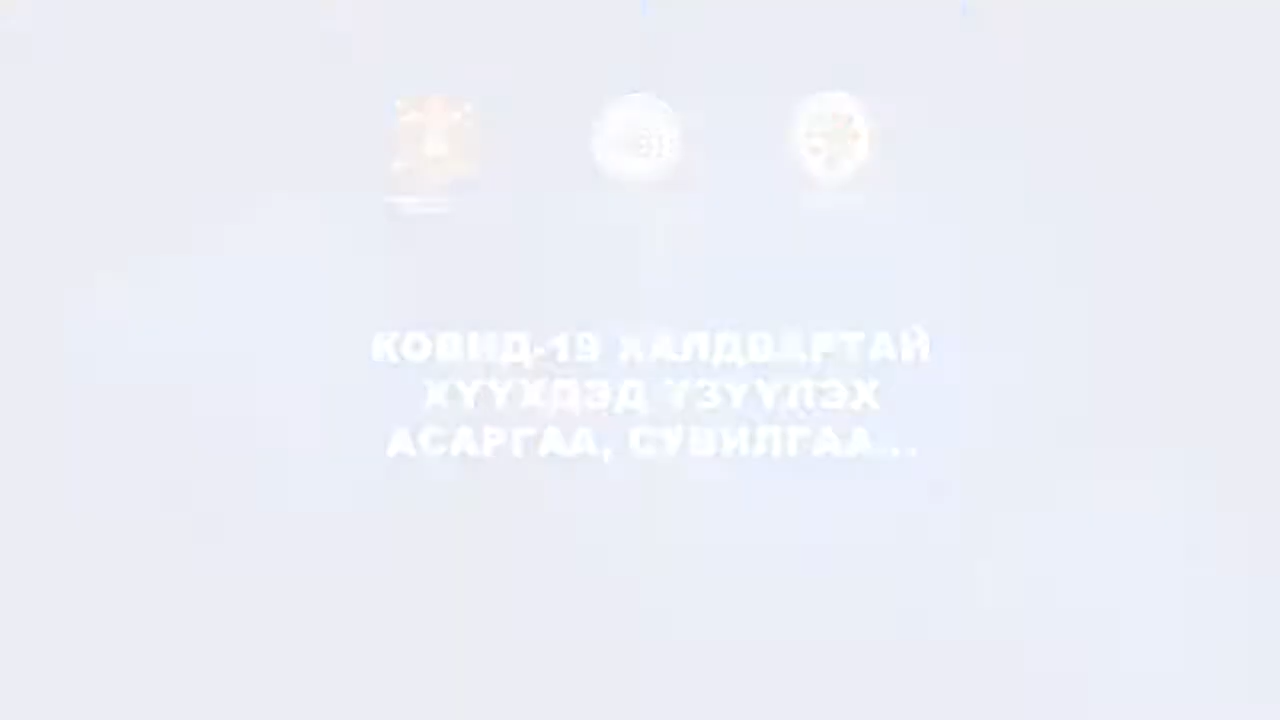 КОВИД-19 ХАЛДВАРТАЙ
ХҮҮХДЭД ҮЗҮҮЛЭХ
АСАРГАА, СУВИЛГАА...